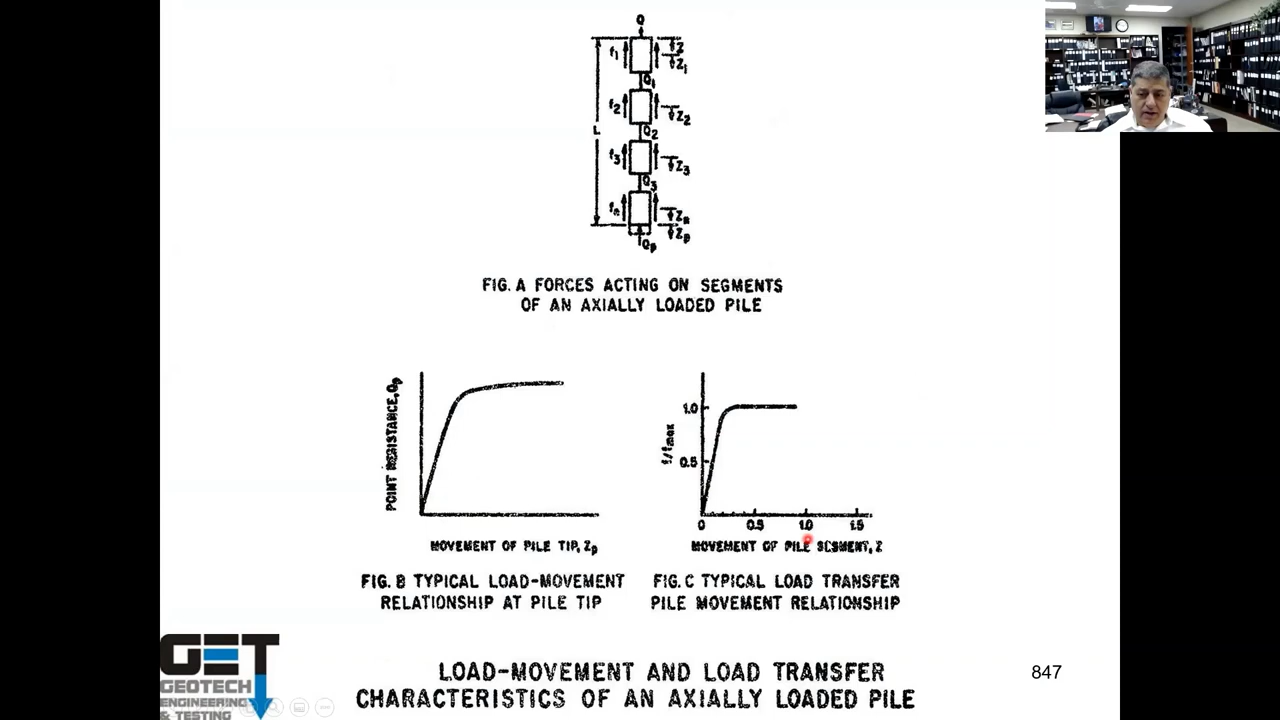 Q
f1
Z
Z1
Q1
f2
Z2
Q2
L
f3
Z3
Q3
fn
Zn
Zp
Qp
FIG. A FORCES ACTING ON SEGMENTS
OF AN AXIALLY LOADED PILE
POINT RESISTANCE, Qp
MOVEMENT OF PILE TIP, Zp
FIG. B TYPICAL LOAD-MOVEMENT
RELATIONSHIP AT PILE TIP
f/fmax
1.0
0.5
0 0.5 1.0 1.5
MOVEMENT OF PILE SEGMENT, Z
FIG. C TYPICAL LOAD TRANSFER
PILE MOVEMENT RELATIONSHIP
GET
GEOTECH
ENGINEERING
& TESTING
LOAD-MOVEMENT AND LOAD TRANSFER
CHARACTERISTICS OF AN AXIALLY LOADED PILE
847